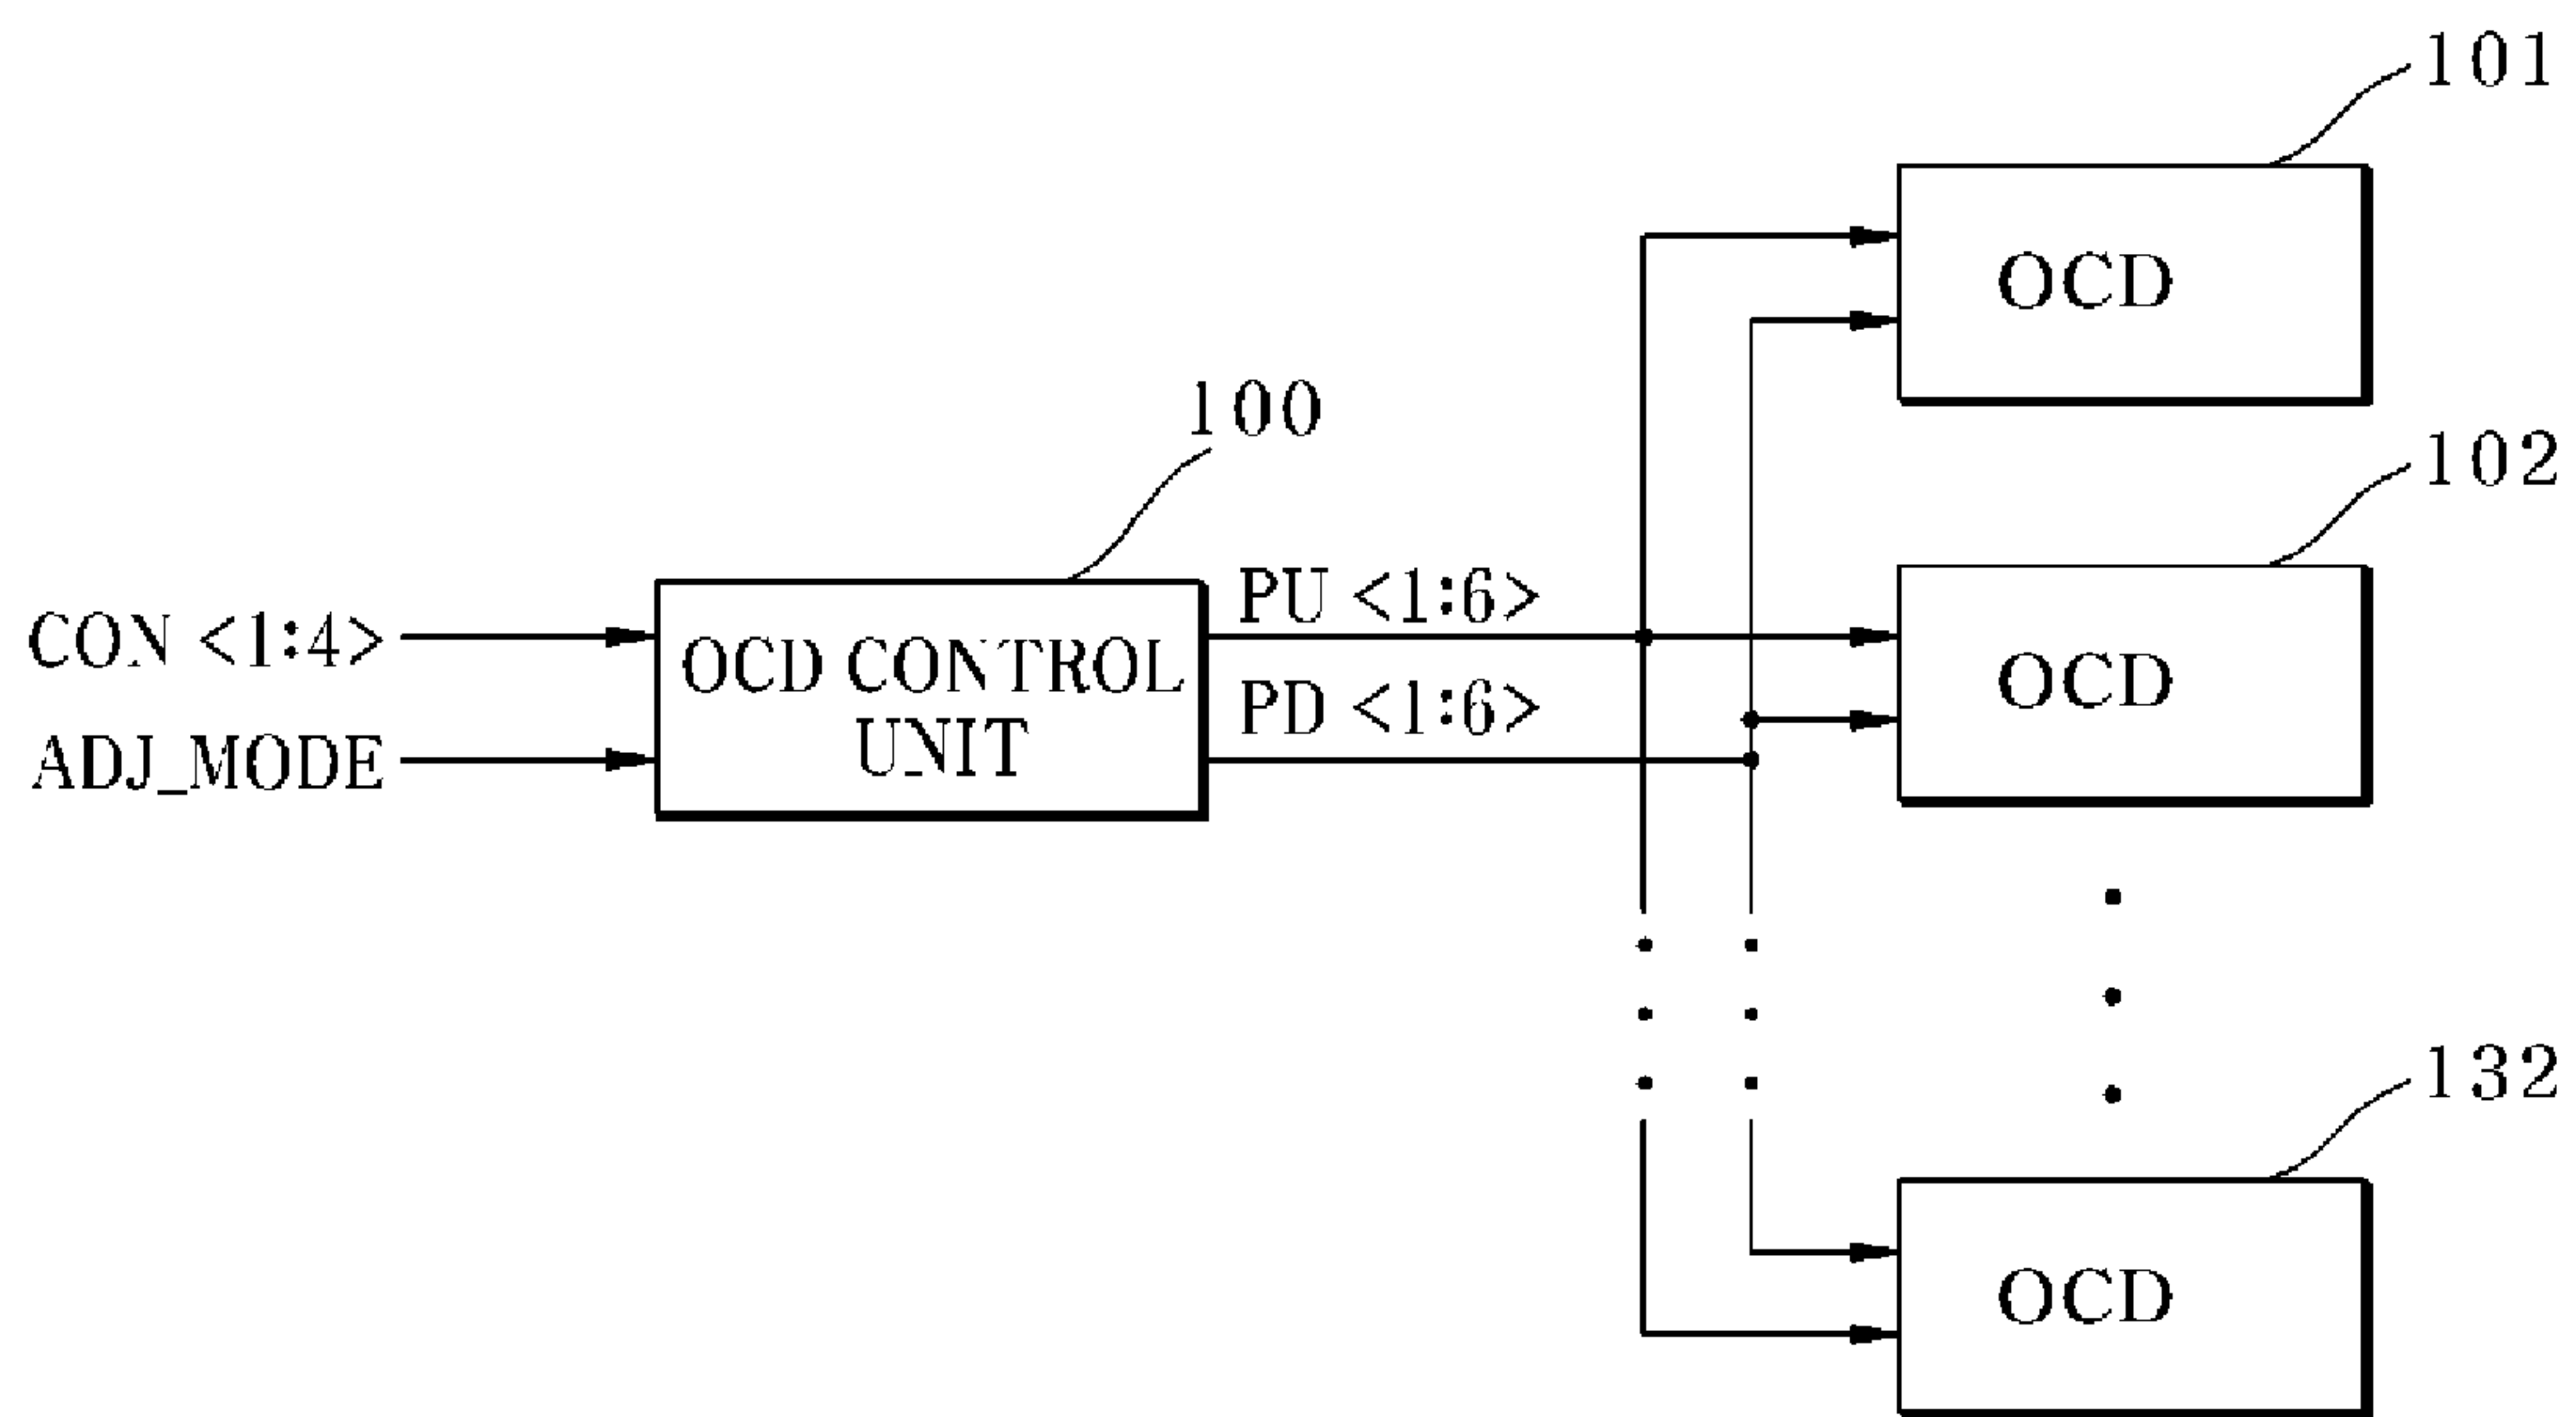 101
OCD
100
102
CON <1:4>
ADJ_MODE
OCD CONTROL
UNIT
PU <1:6>
PD <1:6>
OCD
132
OCD